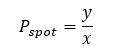 P_spot = y/x